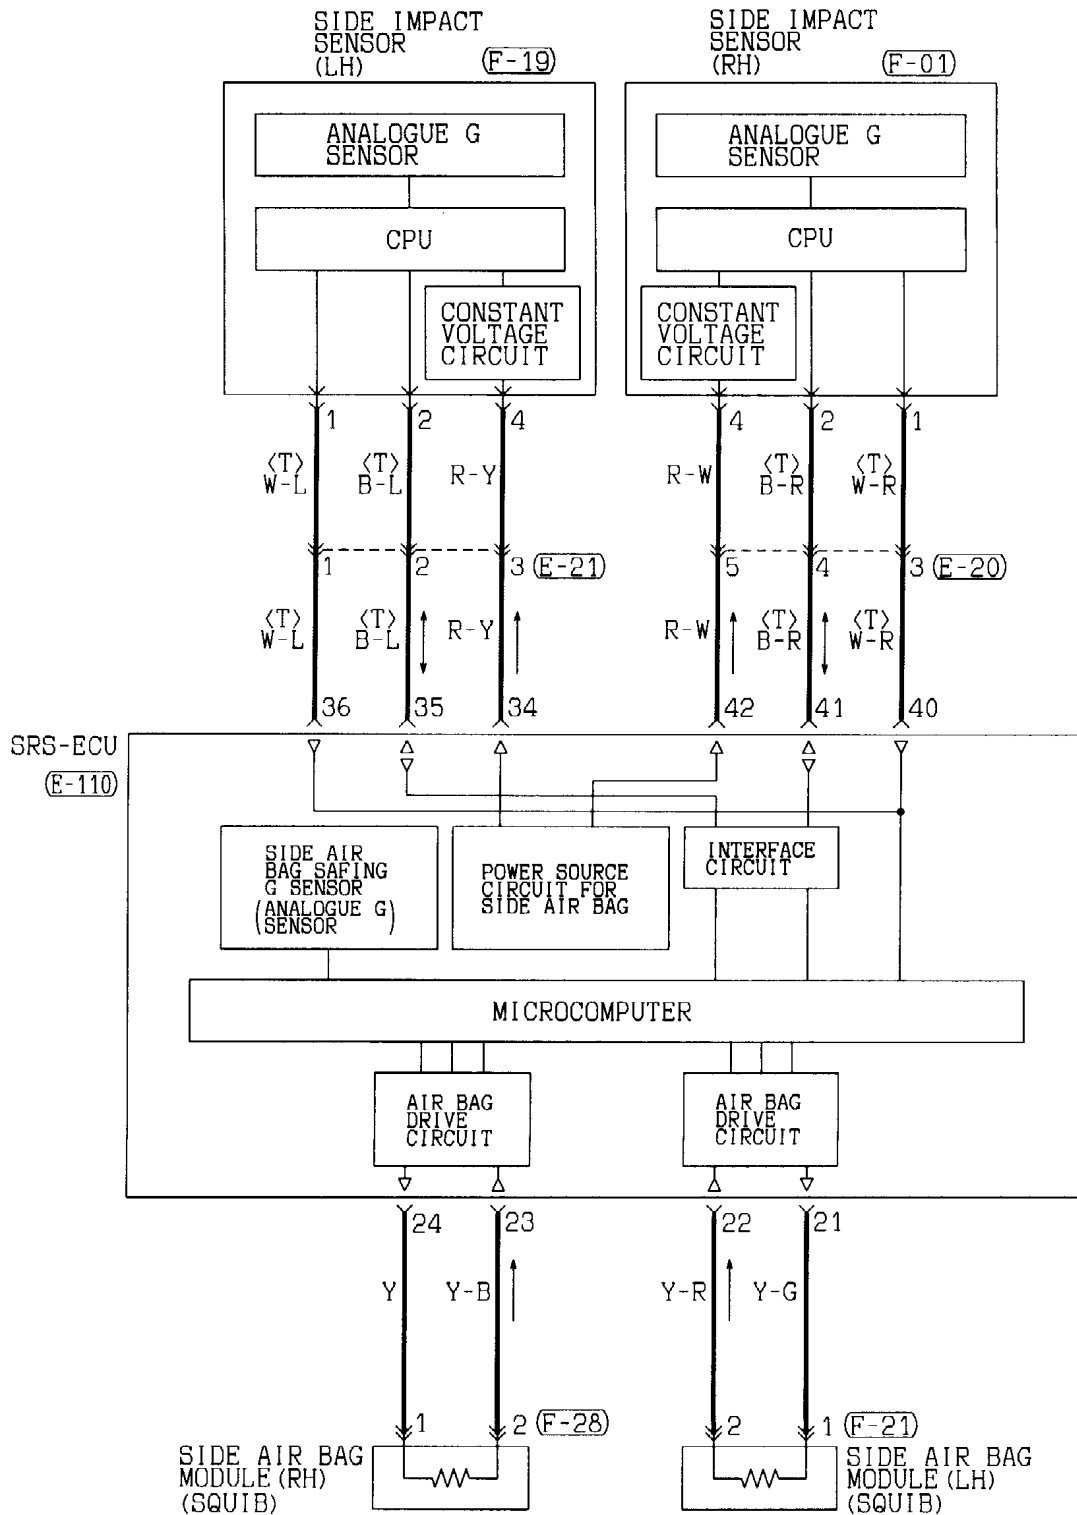 SIDE IMPACT
SENSOR
(LH)
F-19
SIDE IMPACT
SENSOR
(RH)
F-01
ANALOGUE G
SENSOR
ANALOGUE G
SENSOR
CPU
CPU
CONSTANT
VOLTAGE
CIRCUIT
CONSTANT
VOLTAGE
CIRCUIT
1 2 4 4 2 1
〈T〉
W-L
〈T〉
B-L
R-Y
R-W
〈T〉
B-R
〈T〉
W-R
1 2 3 E-21 5 4 3 E-20
〈T〉
W-L
〈T〉
B-L
R-Y
R-W
〈T〉
B-R
〈T〉
W-R
36 35 34 42 41 40
SRS-ECU
E-110
SIDE AIR
BAG SAFING
G SENSOR
(ANALOGUE G
SENSOR)
POWER SOURCE
CIRCUIT FOR
SIDE AIR BAG
INTERFACE
CIRCUIT
MICROCOMPUTER
AIR BAG
DRIVE
CIRCUIT
AIR BAG
DRIVE
CIRCUIT
24 23 22 21
Y Y-B Y-R Y-G
1 2 F-28 2 1 F-21
SIDE AIR BAG
MODULE (RH)
(SQUIB)
SIDE AIR BAG
MODULE (LH)
(SQUIB)